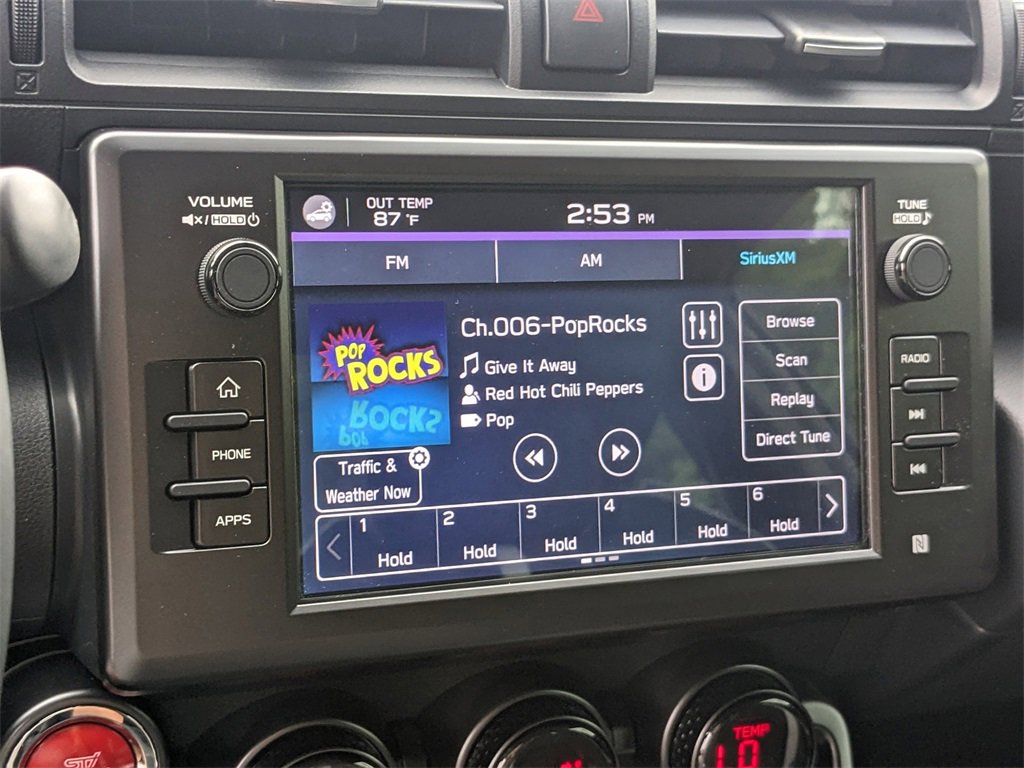 VOLUME
/HOLD
OUT TEMP
87 °F
2:53 PM
TUNE
HOLD
FM
AM
SiriusXM
POP
ROCKS
Ch.006-PopRocks
Give It Away
Red Hot Chili Peppers
Pop
Browse
Scan
Replay
Direct Tune
Traffic &
Weather Now
1 Hold
2 Hold
3 Hold
4 Hold
5 Hold
6 Hold
PHONE
APPS
RADIO
TEMP